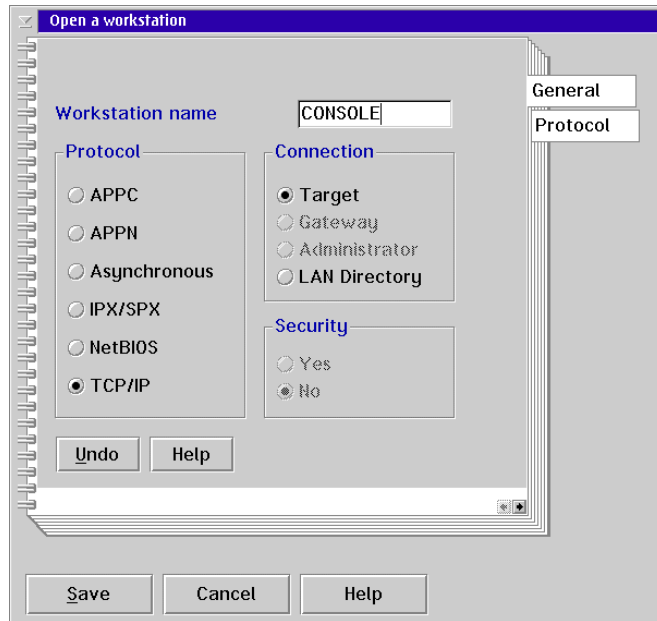 Open a workstation
General
Protocol
Workstation name CONSOLE
Protocol
APPC
APPN
Asynchronous
IPX/SPX
NetBIOS
TCP/IP
Connection
Target
Gateway
Administrator
LAN Directory
Security
Yes
No
Undo Help
Save Cancel Help